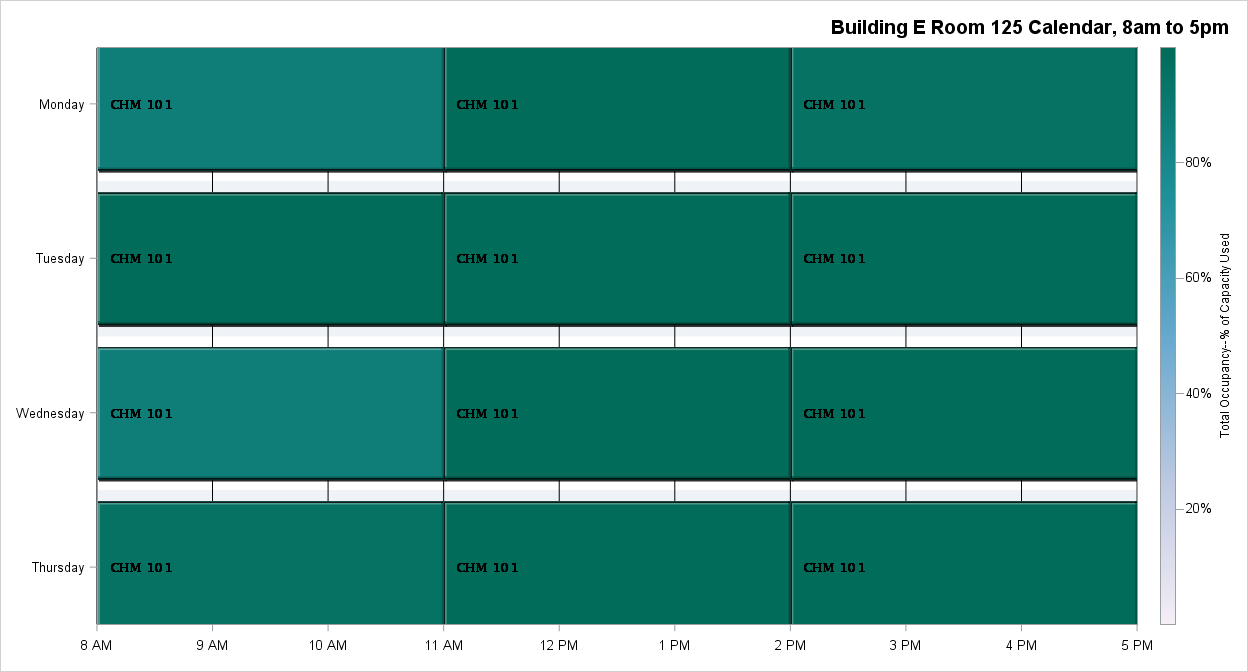 Building E Room 125 Calendar, 8am to 5pm
Monday
CHM 101
CHM 101
CHM 101
Tuesday
CHM 101
CHM 101
CHM 101
Wednesday
CHM 101
CHM 101
CHM 101
Thursday
CHM 101
CHM 101
CHM 101
8 AM
9 AM
10 AM
11 AM
12 PM
1 PM
2 PM
3 PM
4 PM
5 PM
80%
60%
40%
20%
Total Occupancy--% of Capacity Used